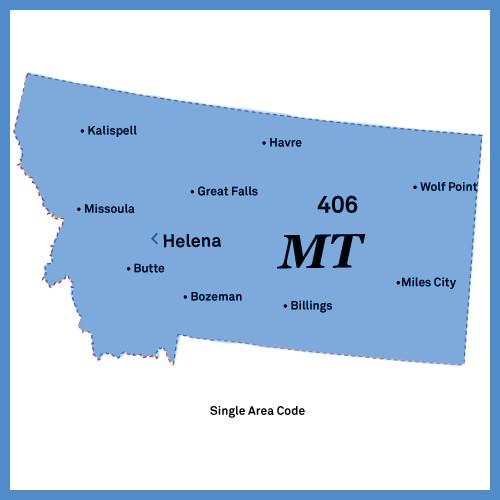 Kalispell
Havre
Great Falls
Wolf Point
406
Missoula
Helena
MT
Butte
Miles City
Bozeman
Billings
Single Area Code